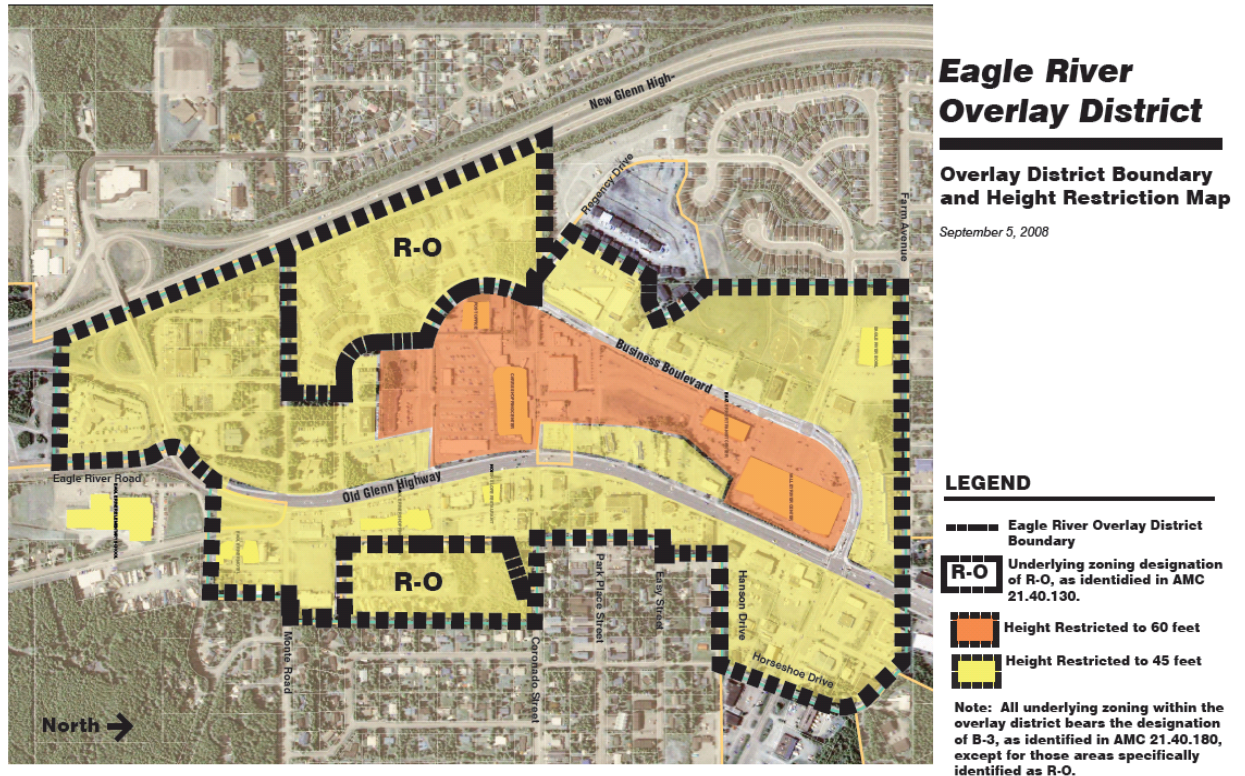 Eagle River
Overlay District
Overlay District Boundary
and Height Restriction Map
September 5, 2008
New Glenn High-
Regency Drive
Farm Avenue
R-O
Business Boulevard
Eagle River Road
Old Glenn Highway
R-O
Park Place Street
Easy Street
Hanson Drive
Monte Road
Coronado Street
Horseshoe Drive
North
LEGEND
Eagle River Overlay District
Boundary
R-O
Underlying zoning designation
of R-O, as identidied in AMC
21.40.130.
Height Restricted to 60 feet
Height Restricted to 45 feet
Note: All underlying zoning within the
overlay district bears the designation
of B-3, as identified in AMC 21.40.180,
except for those areas specifically
identified as R-O.